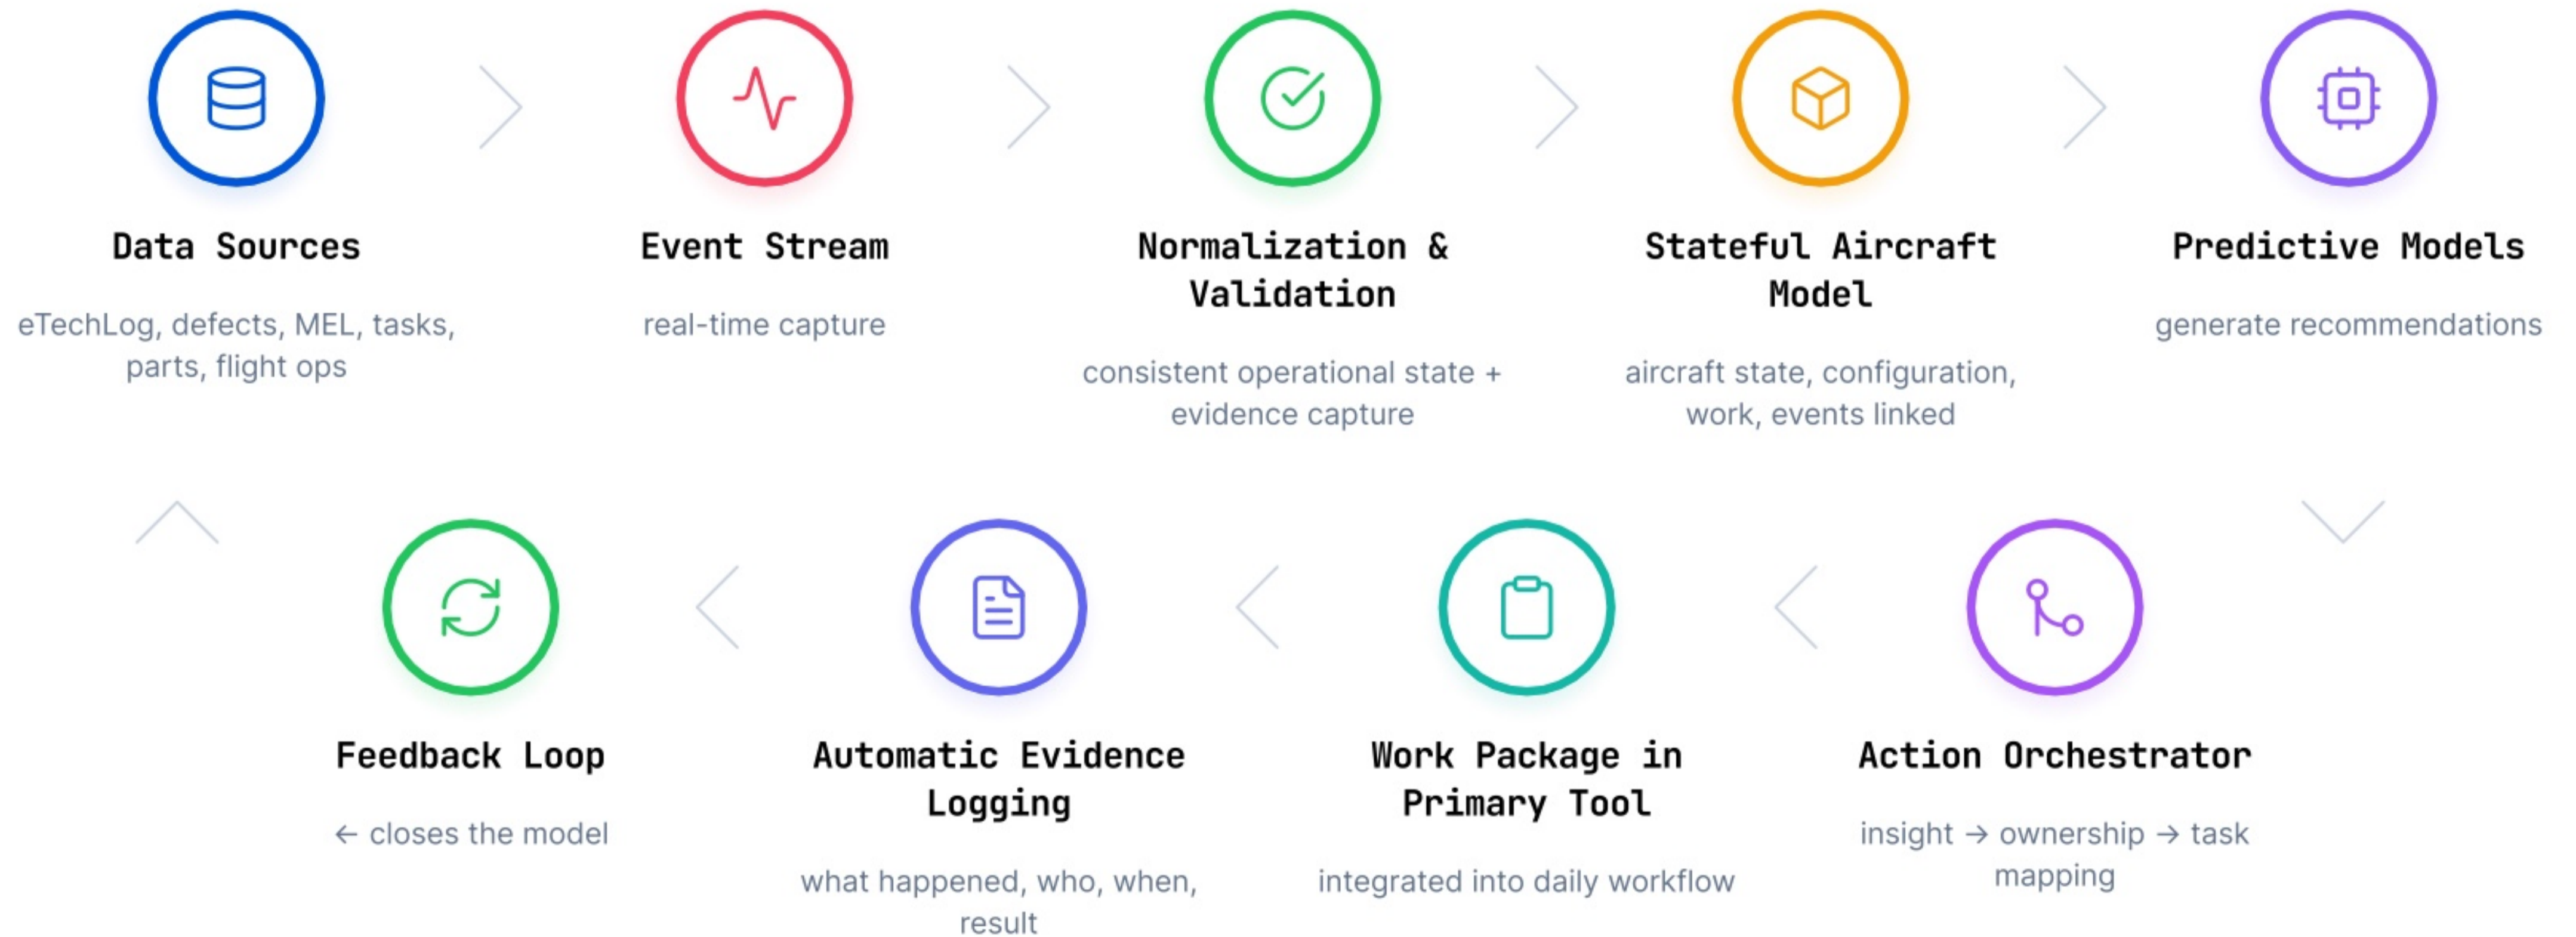 Data Sources
eTechLog, defects, MEL, tasks,
parts, flight ops
Event Stream
real-time capture
Normalization &
Validation
consistent operational state +
evidence capture
Stateful Aircraft
Model
aircraft state, configuration,
work, events linked
Predictive Models
generate recommendations
Action Orchestrator
insight → ownership → task
mapping
Work Package in
Primary Tool
integrated into daily workflow
Automatic Evidence
Logging
what happened, who, when,
result
Feedback Loop
← closes the model